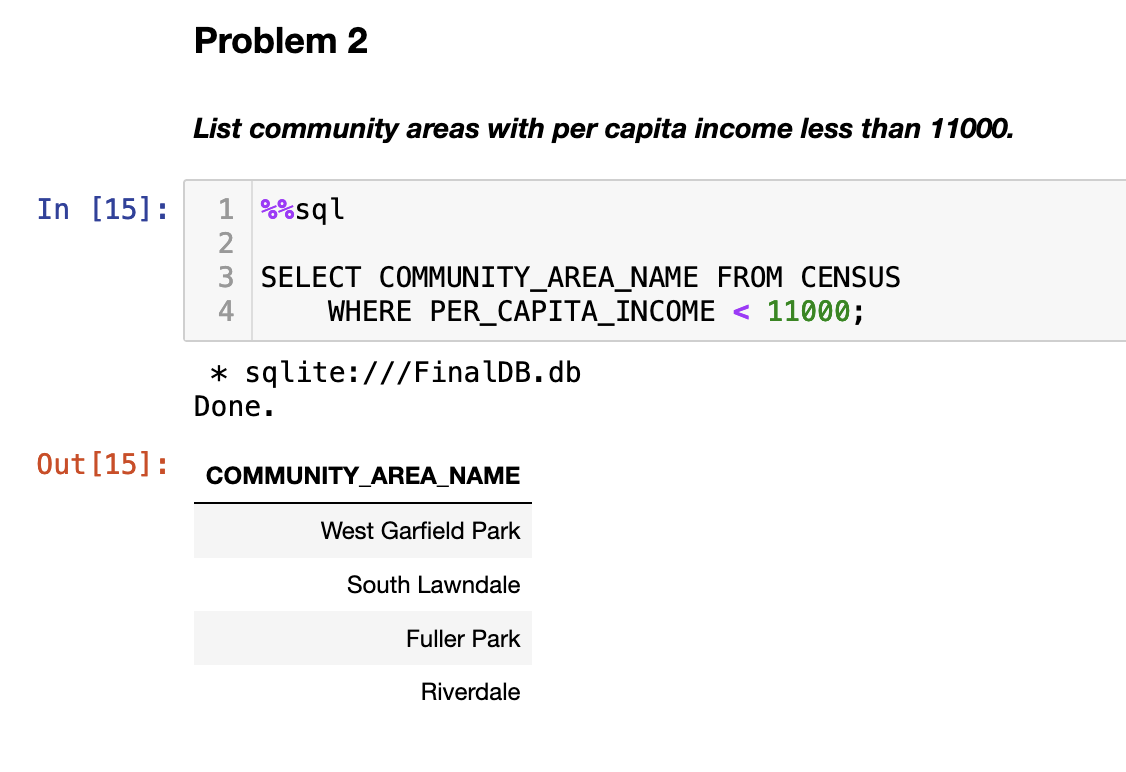 Problem 2
List community areas with per capita income less than 11000.
In [15]:
1 %%sql
2
3 SELECT COMMUNITY_AREA_NAME FROM CENSUS
4     WHERE PER_CAPITA_INCOME < 11000;
* sqlite:///FinalDB.db
Done.
Out[15]:
COMMUNITY_AREA_NAME
West Garfield Park
South Lawndale
Fuller Park
Riverdale